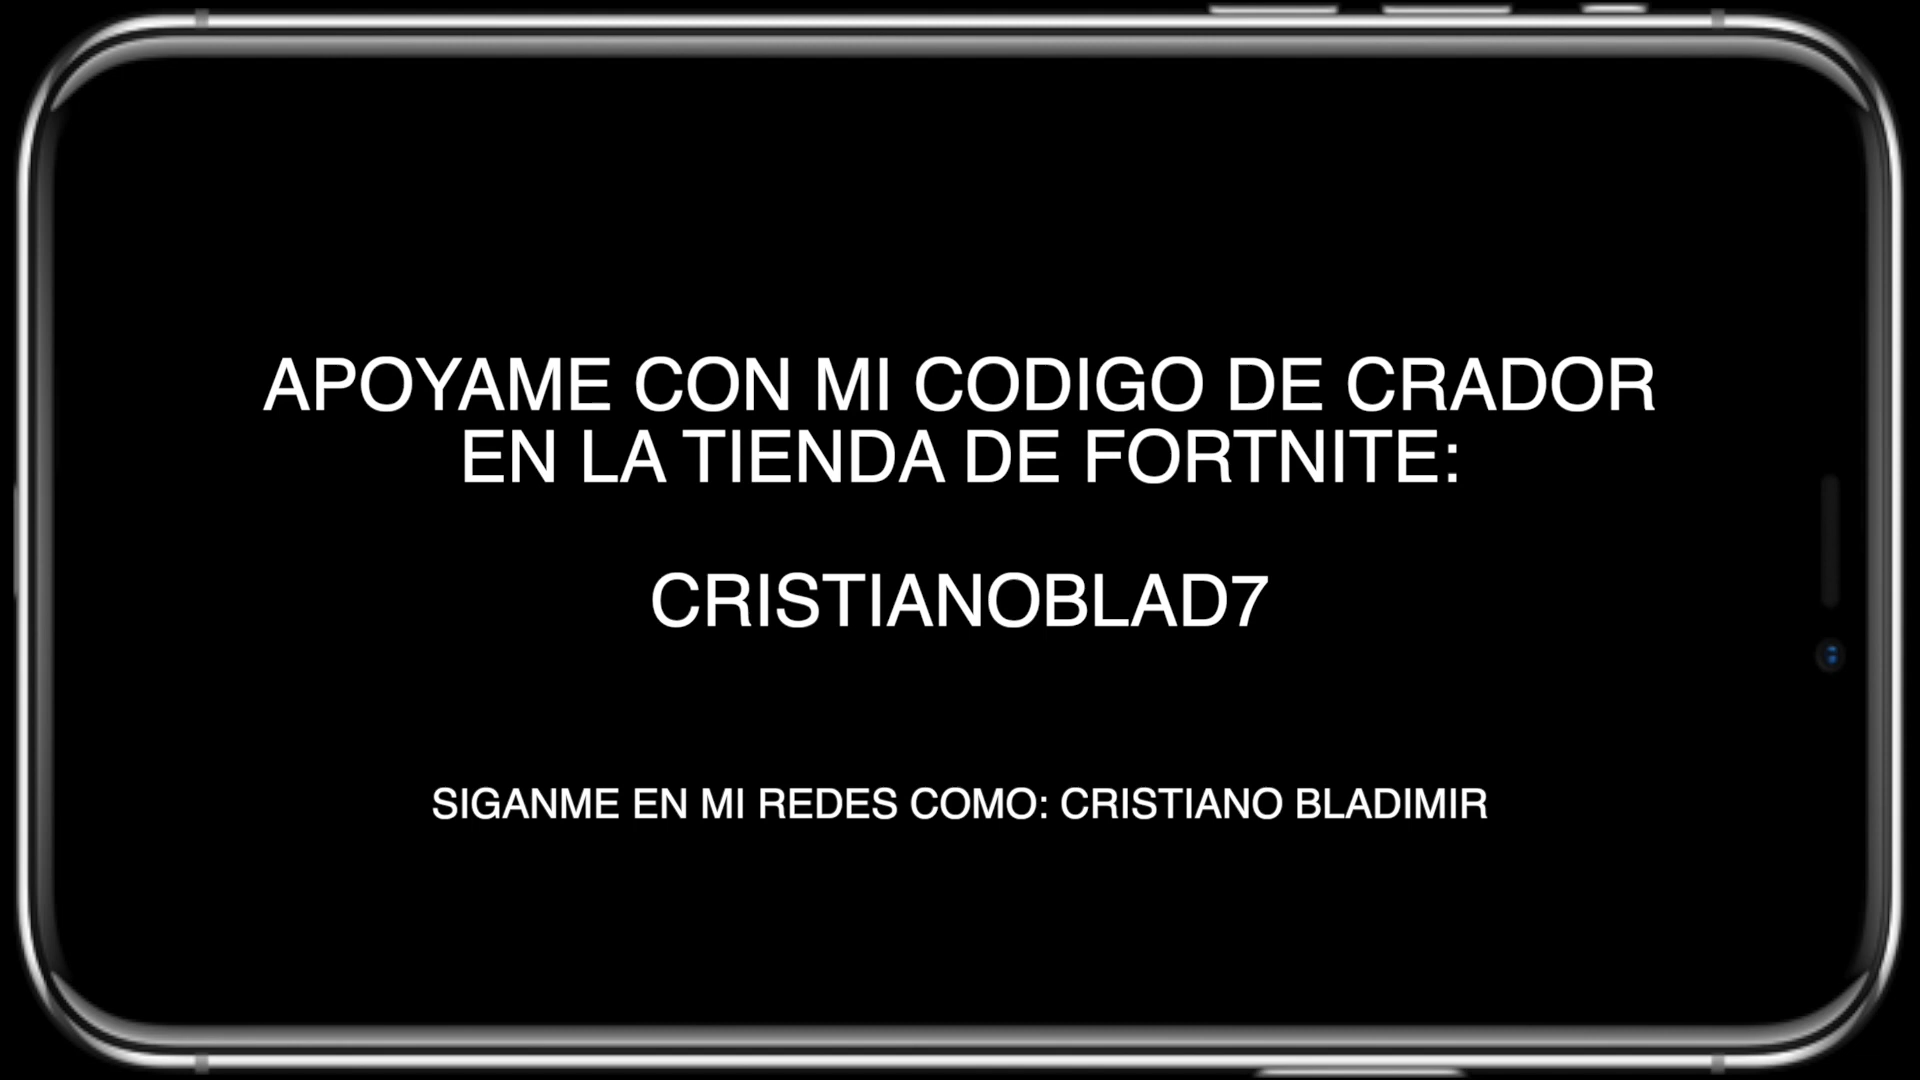 APOYAME CON MI CODIGO DE CRADOR
EN LA TIENDA DE FORTNITE:
CRISTIANOBLAD7
SIGANME EN MI REDES COMO: CRISTIANO BLADIMIR